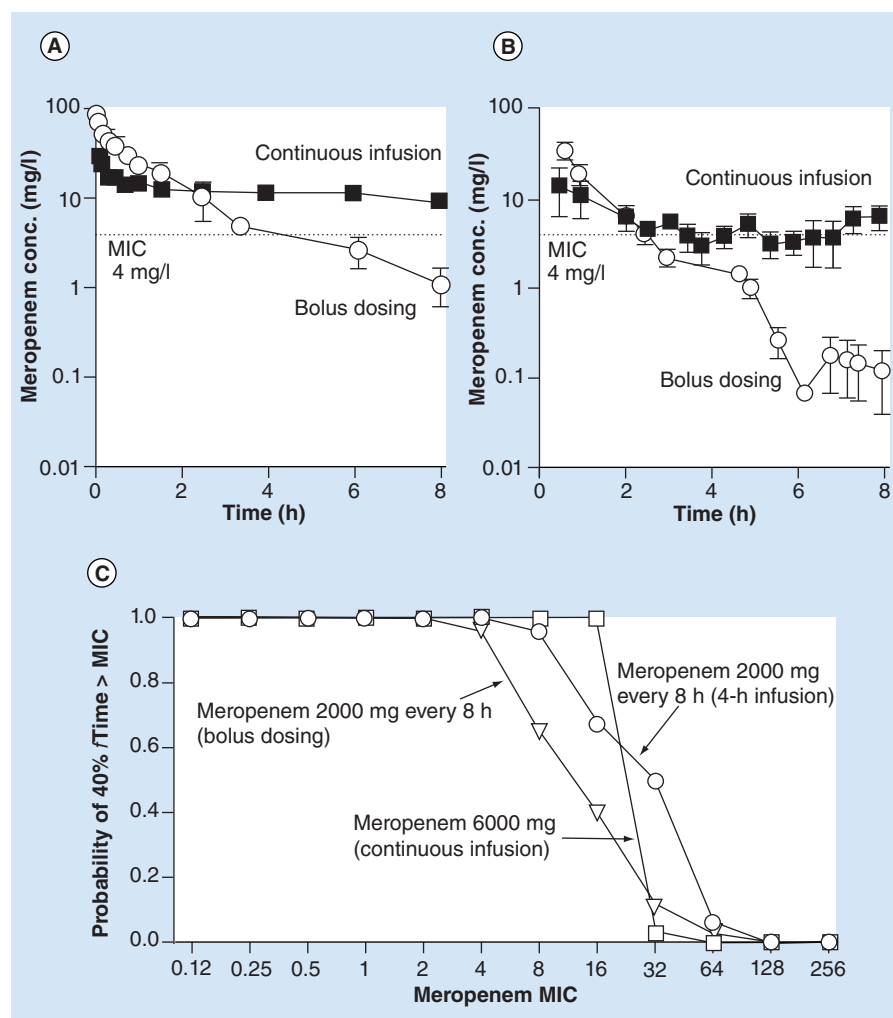 A
100
10
1
0.1
0.01
Meropenem conc. (mg/l)
Continuous infusion
MIC
4 mg/l
Bolus dosing
0 2 4 6 8
Time (h)
B
100
10
1
0.1
0.01
Meropenem conc. (mg/l)
Continuous infusion
MIC
4 mg/l
Bolus dosing
0 2 4 6 8
Time (h)
C
1.0
0.8
0.6
0.4
0.2
0.0
Probability of 40% fTime > MIC
Meropenem 2000 mg
every 8 h (4-h infusion)
Meropenem 2000 mg every 8 h
(bolus dosing)
Meropenem 6000 mg
(continuous infusion)
0.12 0.25 0.5 1 2 4 8 16 32 64 128 256
Meropenem MIC